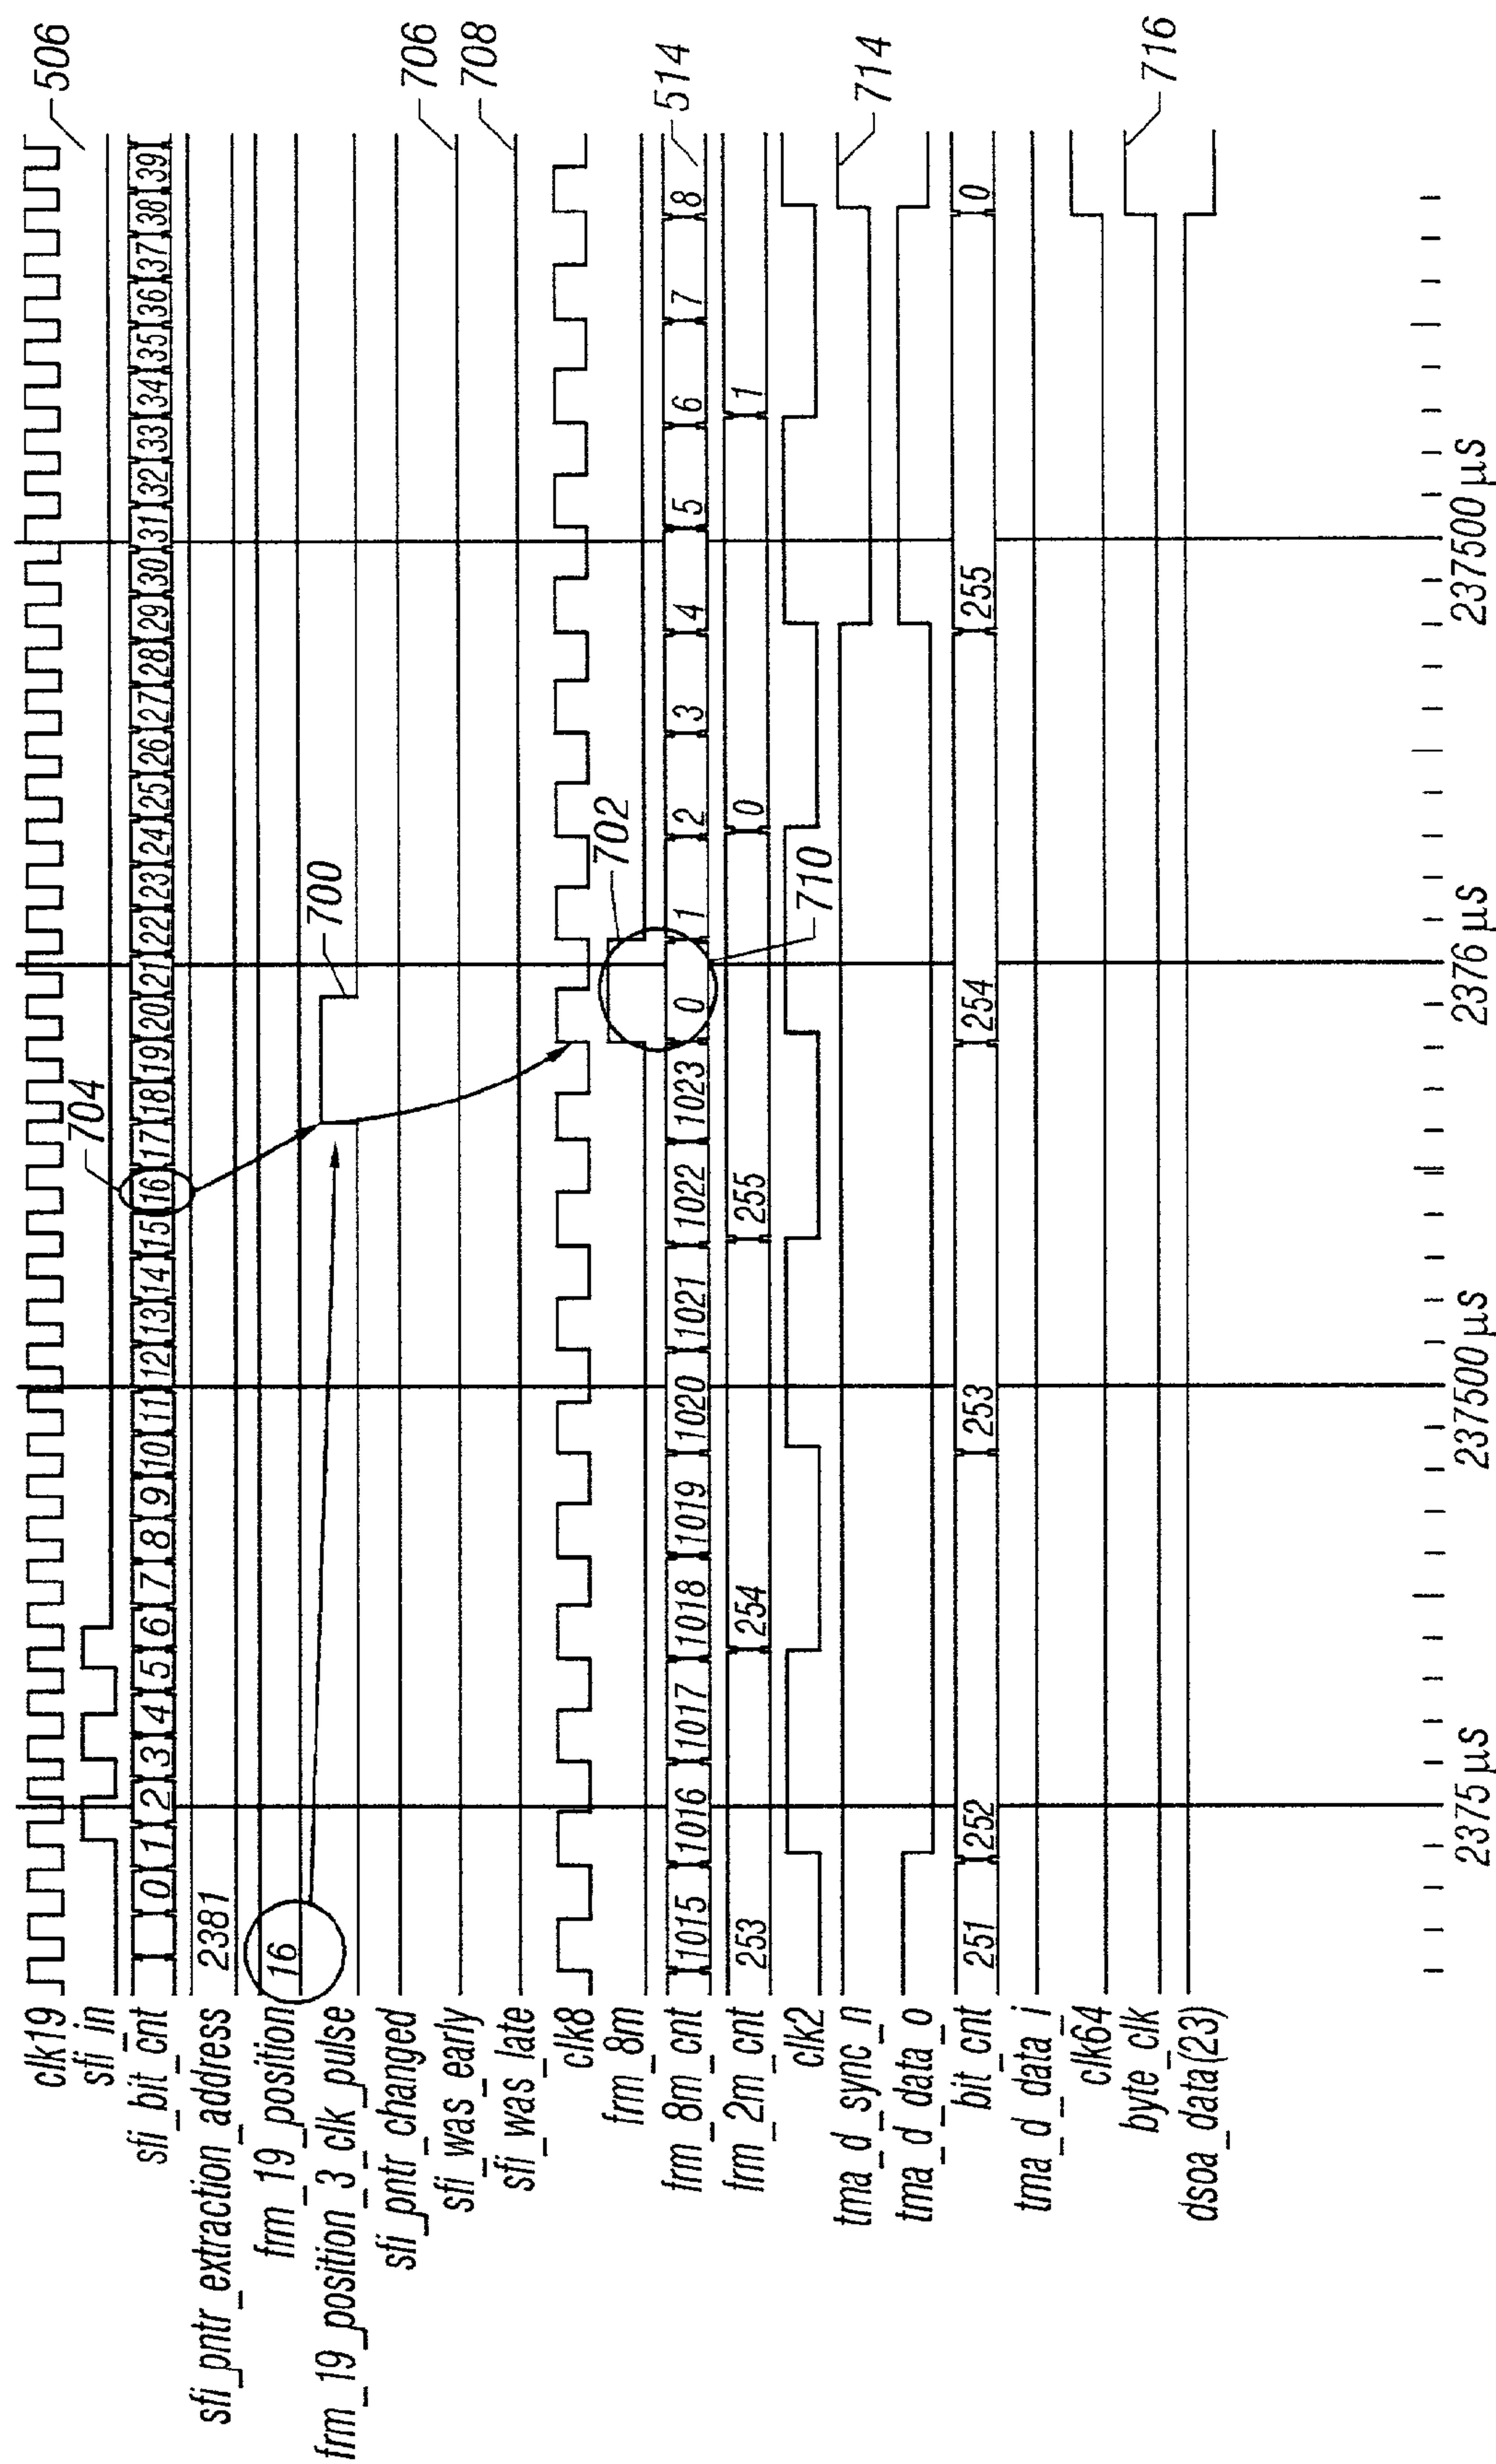 clk19 506
sfi_in
sfi_bit_cnt 0 1 2 3 4 5 6 7 8 9 10 11 12 13 14 15 16 17 18 19 20 21 22 23 24 25 26 27 28 29 30 31 32 33 34 35 36 37 38 39
704
sfi_pntr_extraction_address 2381
frm_19_position 16
frm_19_position_3_clk_pulse 700
sfi_pntr_changed
sfi_was_early 706
sfi_was_late 708
clk8
frm_8m 702
frm_8m_cnt 1015 1016 1017 1018 1019 1020 1021 1022 1023 0 1 2 3 4 5 6 7 8 514
frm_2m_cnt 253 254 255 0 1
clk2 710
tma_d_sync_n 714
tma_d_data_o
bit_cnt 251 252 253 254 255 0
tma_d_data_i
clk64
byte_clk 716
dsoa_data(23)
2375 μs 237500 μs 2376 μs 237500 μs